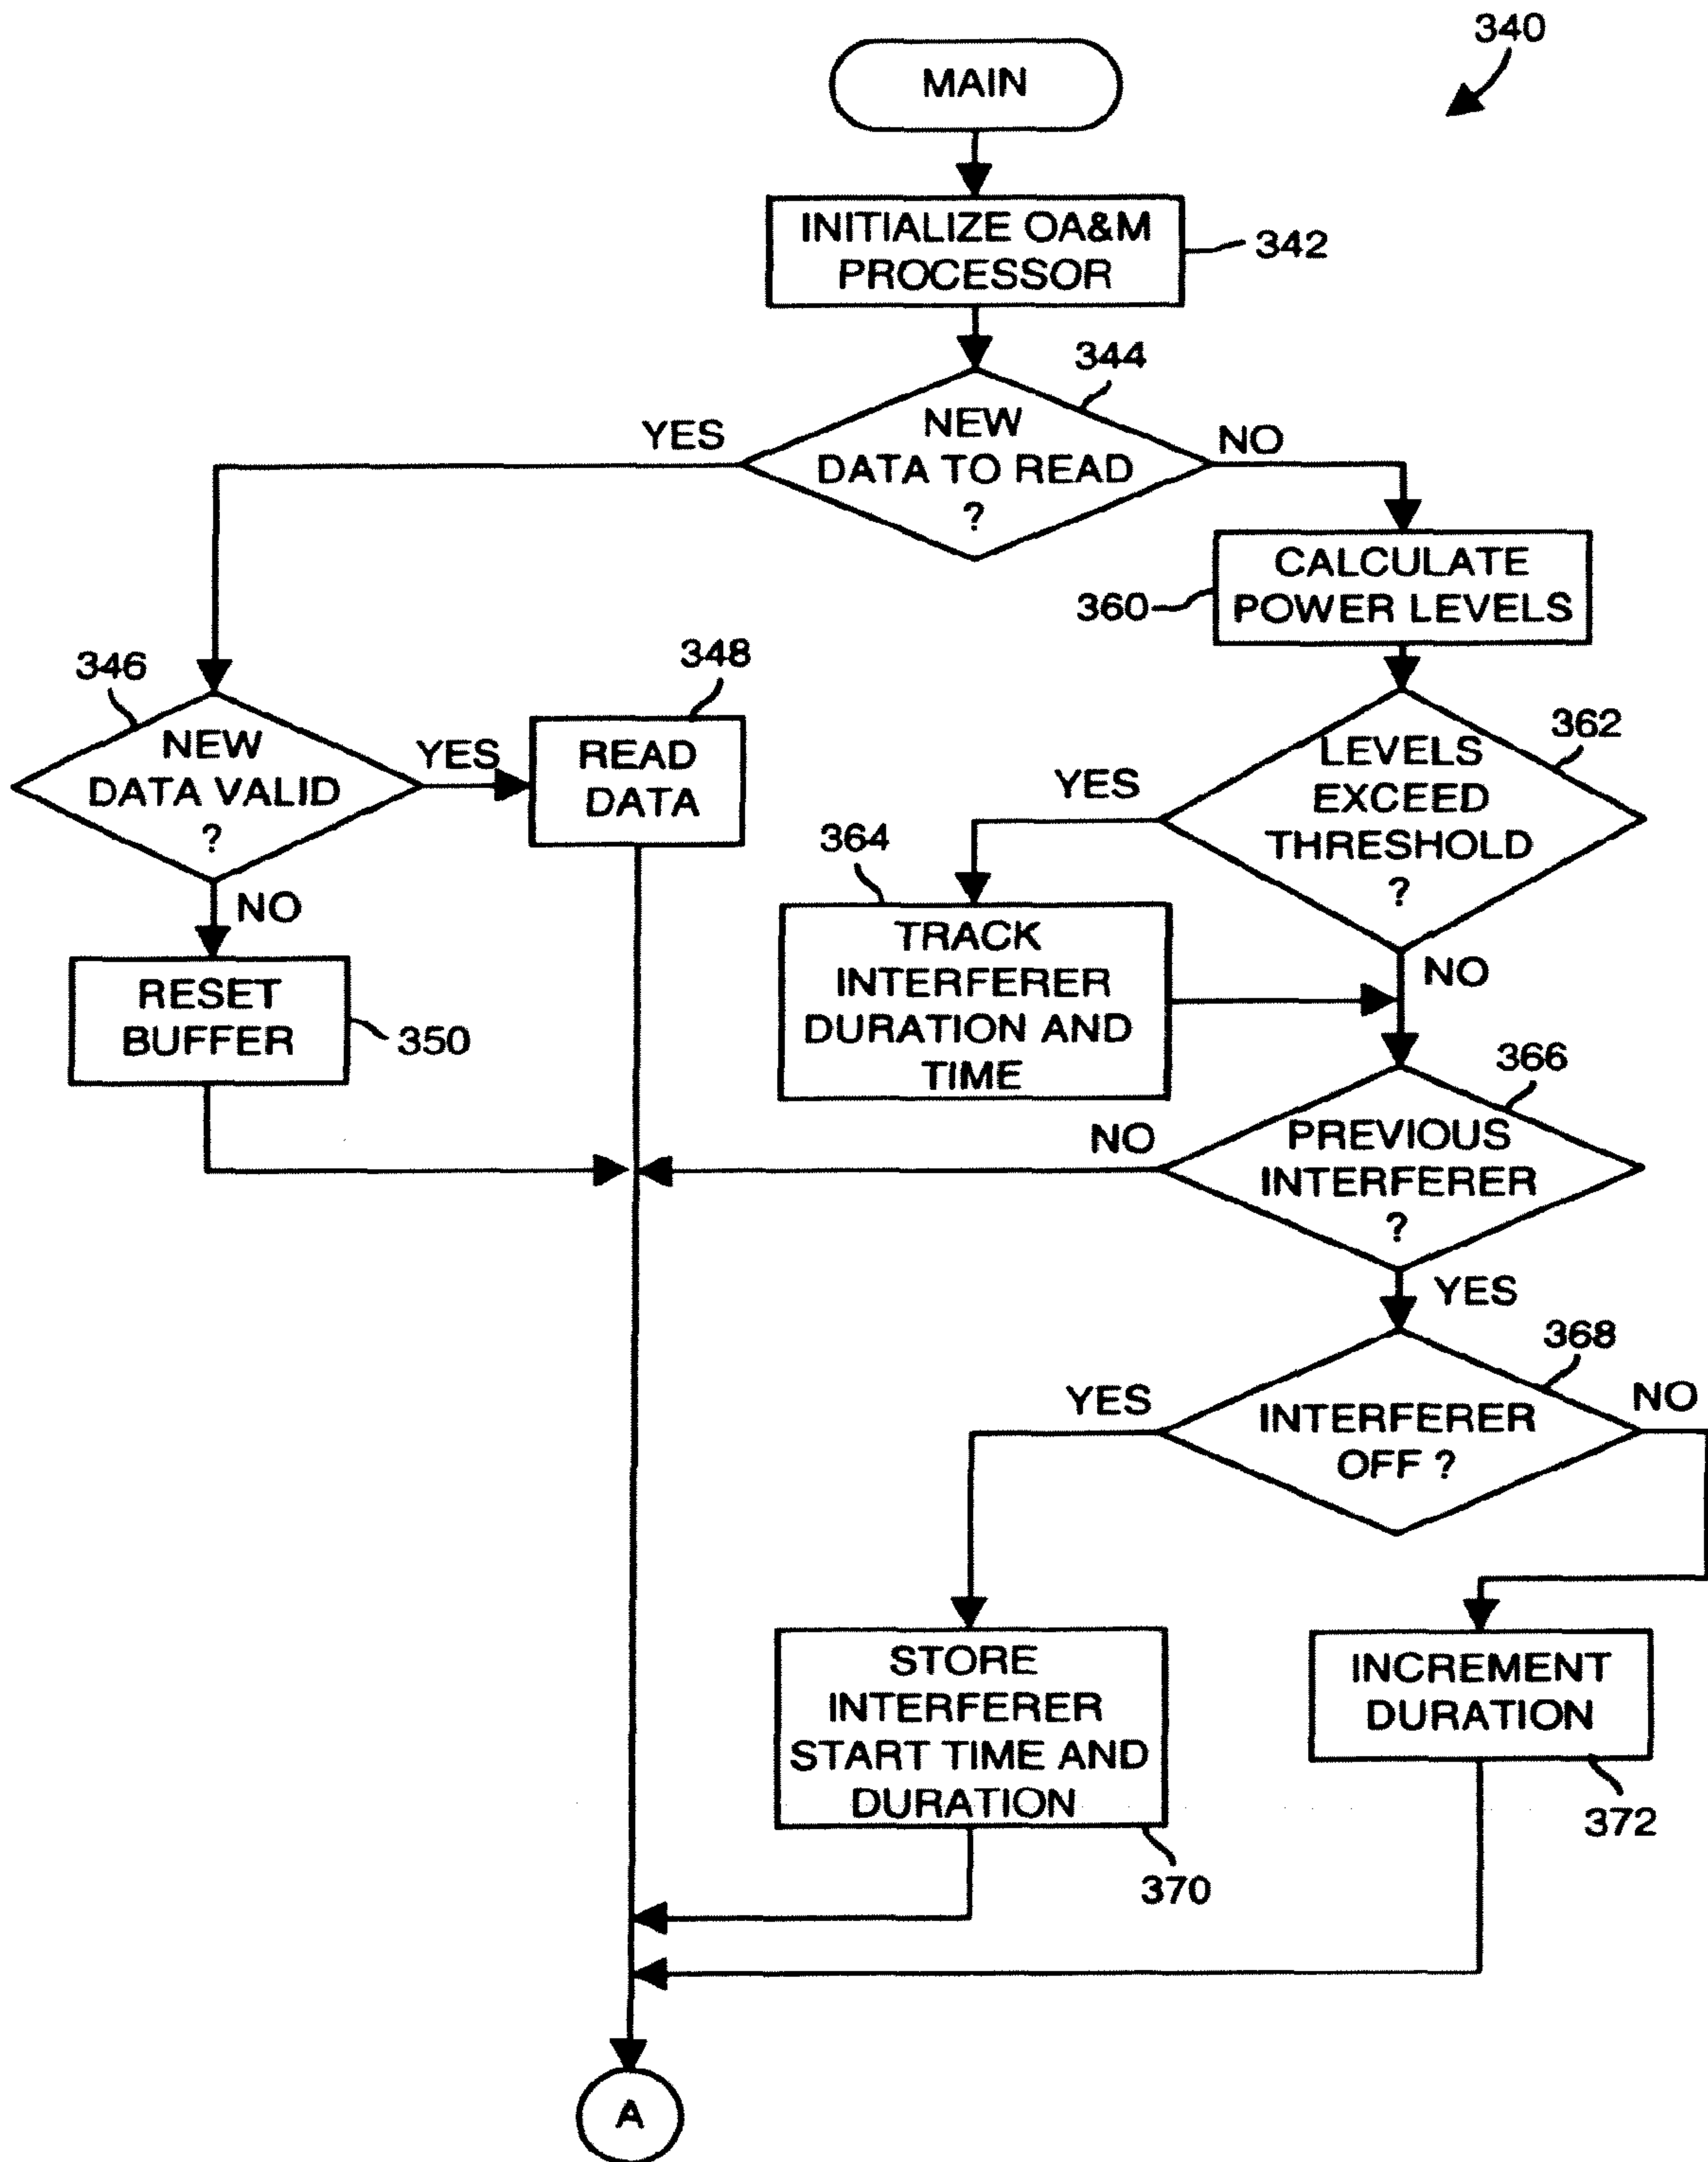 340
MAIN
INITIALIZE OA&M
PROCESSOR
342
344
NEW
DATA TO READ
?
YES
NO
CALCULATE
POWER LEVELS
360
346
NEW
DATA VALID
?
YES
348
READ
DATA
NO
RESET
BUFFER
350
362
LEVELS
EXCEED
THRESHOLD
?
YES
NO
364
TRACK
INTERFERER
DURATION AND
TIME
366
PREVIOUS
INTERFERER
?
NO
YES
368
INTERFERER
OFF ?
YES
NO
STORE
INTERFERER
START TIME AND
DURATION
370
INCREMENT
DURATION
372
A